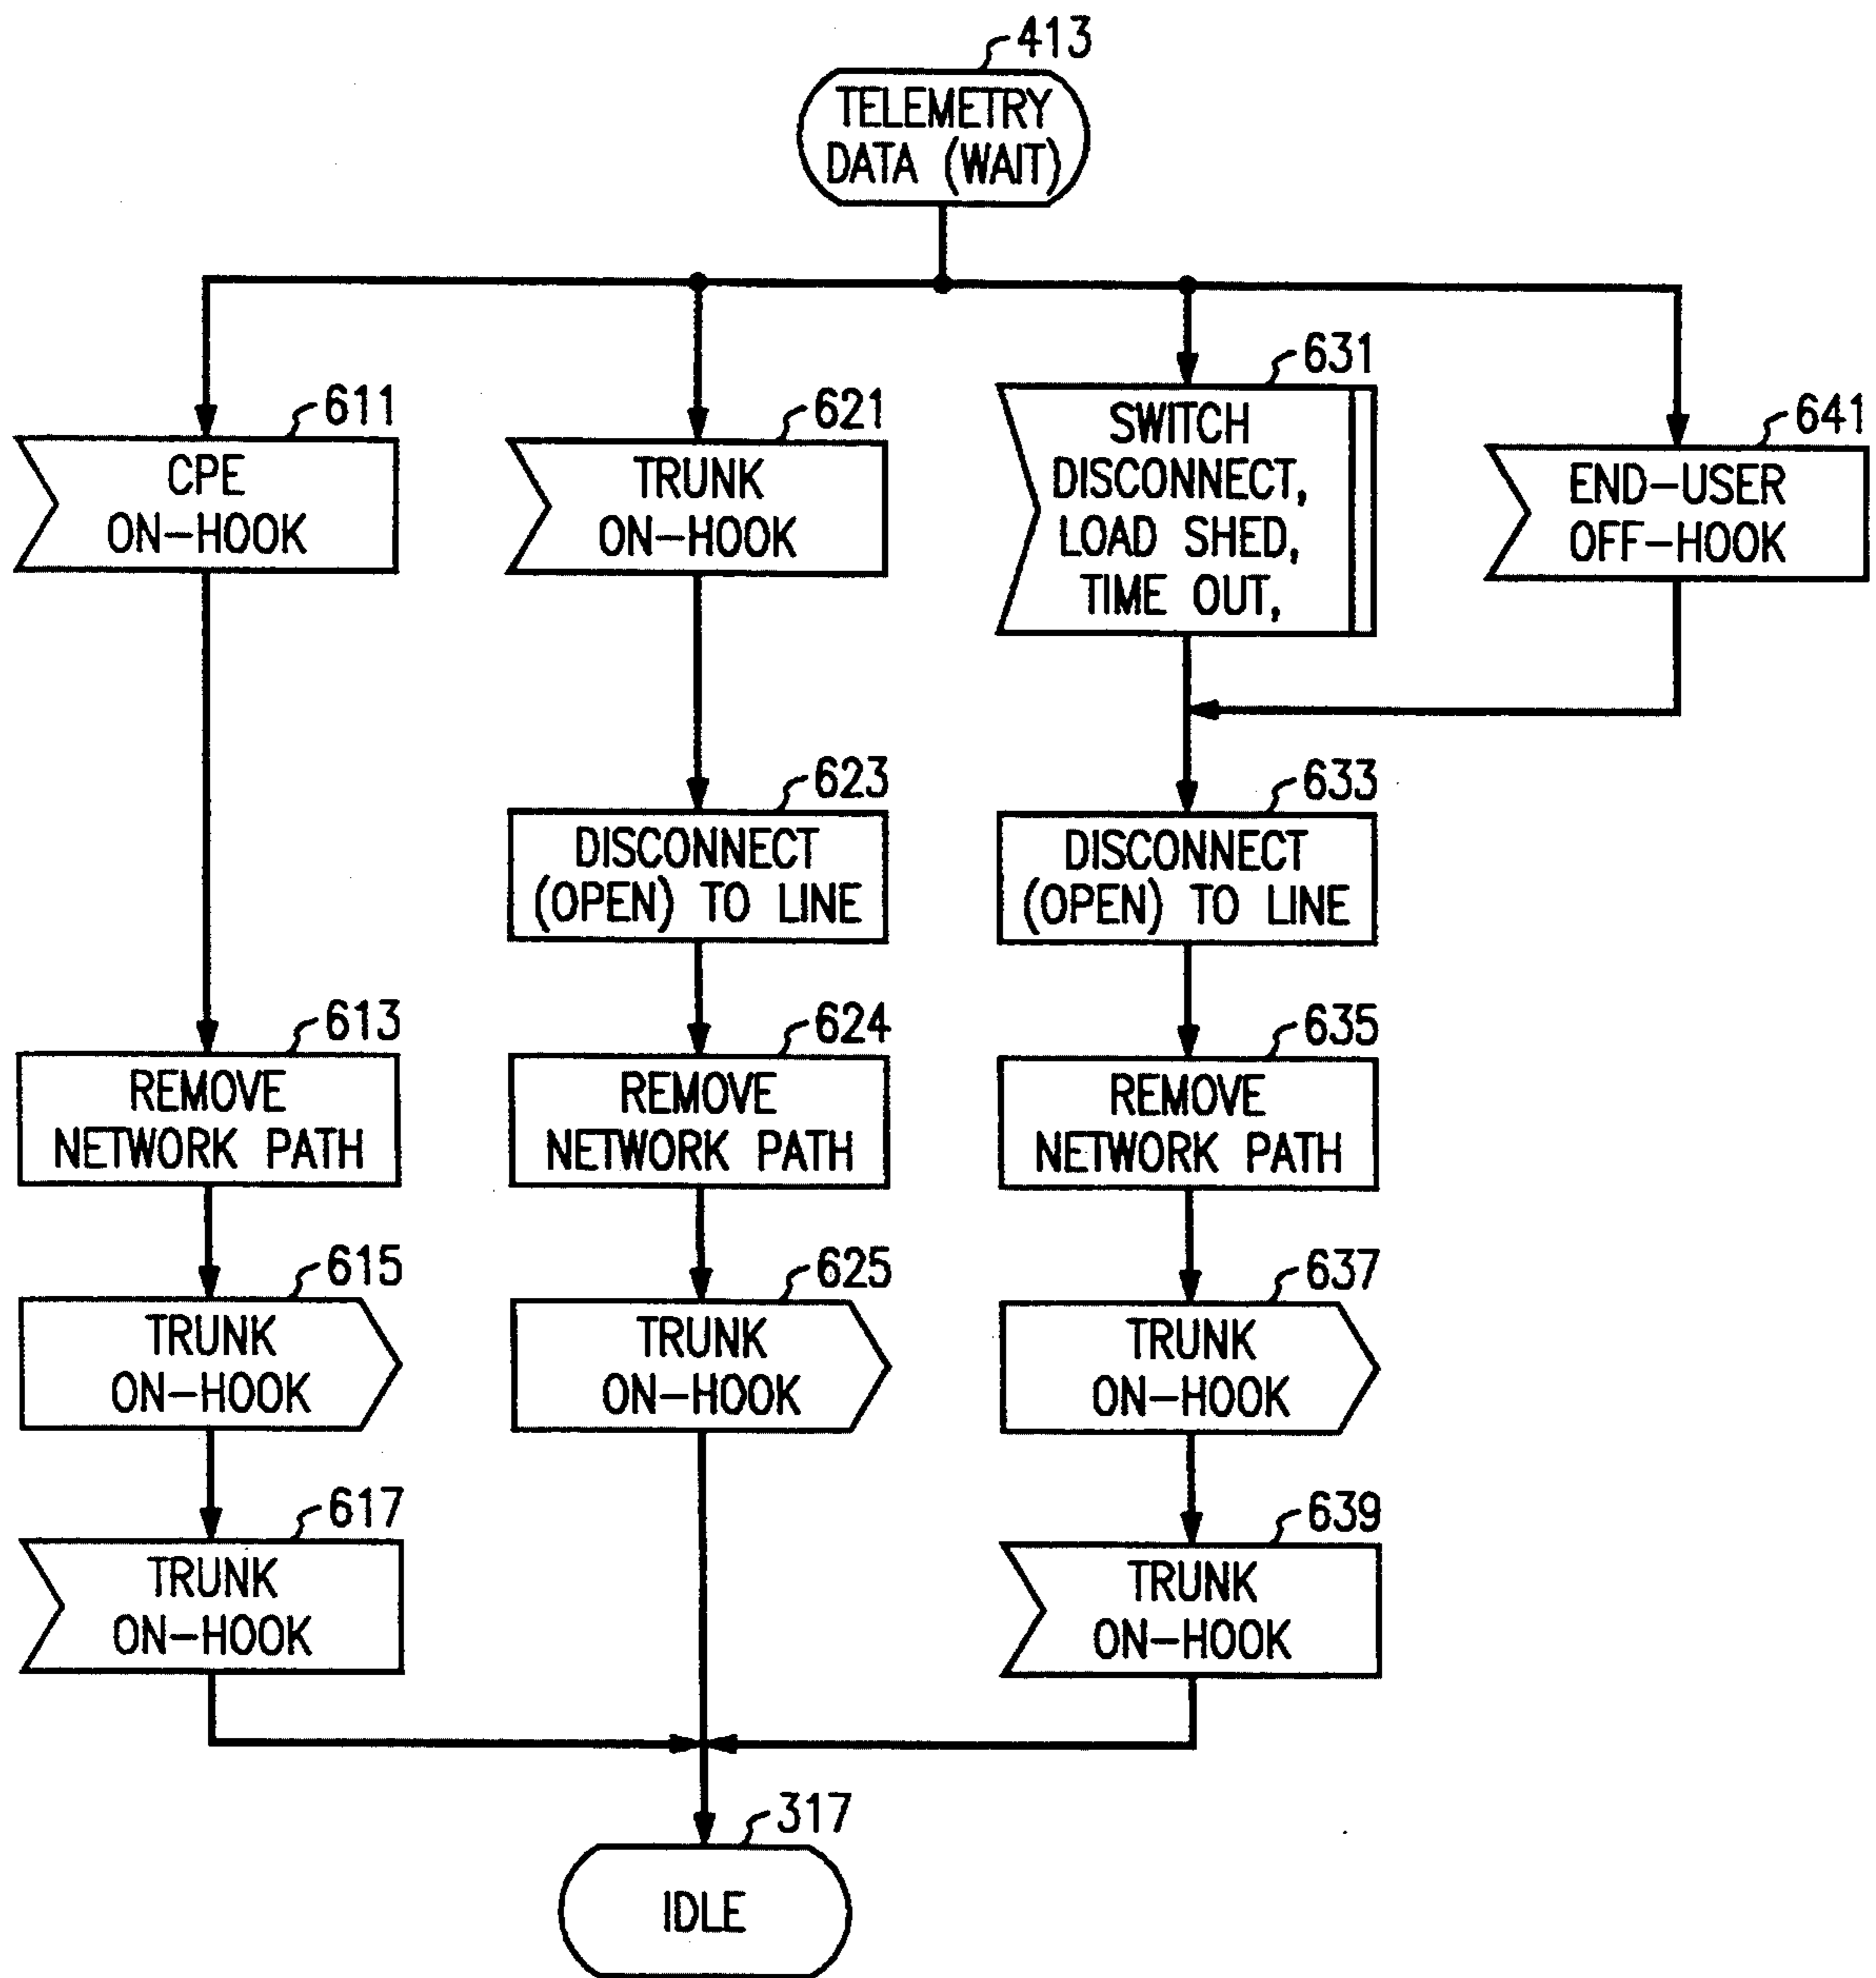 413
TELEMETRY
DATA (WAIT)
611
CPE
ON-HOOK
621
TRUNK
ON-HOOK
631
SWITCH
DISCONNECT,
LOAD SHED,
TIME OUT,
641
END-USER
OFF-HOOK
623
DISCONNECT
(OPEN) TO LINE
633
DISCONNECT
(OPEN) TO LINE
613
REMOVE
NETWORK PATH
624
REMOVE
NETWORK PATH
635
REMOVE
NETWORK PATH
615
TRUNK
ON-HOOK
625
TRUNK
ON-HOOK
637
TRUNK
ON-HOOK
617
TRUNK
ON-HOOK
639
TRUNK
ON-HOOK
317
IDLE